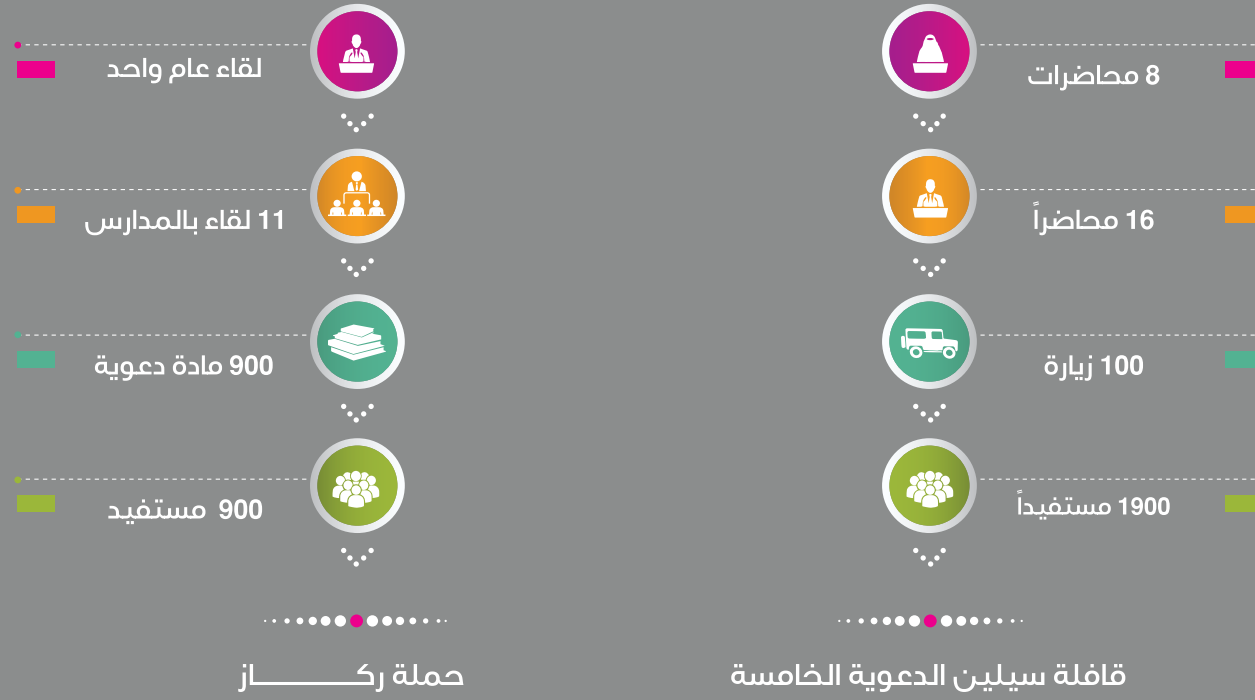 8 محاضرات
16 محاضراً
100 زيارة
1900 مستفيداً
قافلة سيلين الدعوية الخامسة
لقاء عام واحد
11 لقاء بالمدارس
900 مادة دعوية
900 مستفيد
حملة ركـــــــــاز